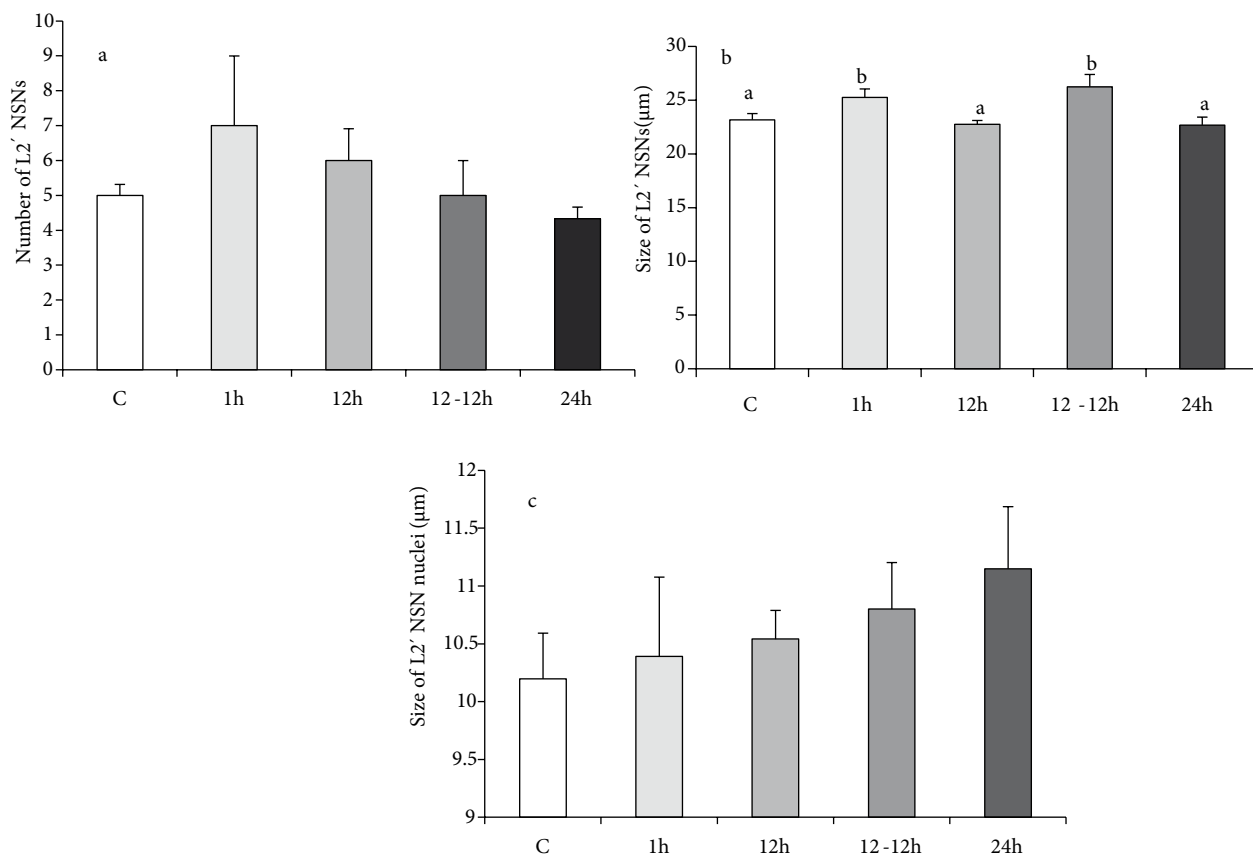 10
9
8
7
6
5
4
3
2
1
0
Number of L2′ NSNs
a
C 1h 12h 12-12h 24h
30
25
20
15
10
5
0
Size of L2′ NSNs(μm)
b
a b a b a
C 1h 12h 12 - 12h 24h
12
11.5
11
10.5
10
9.5
9
Size of L2′ NSN nuclei (μm)
c
C 1h 12h 12-12h 24h